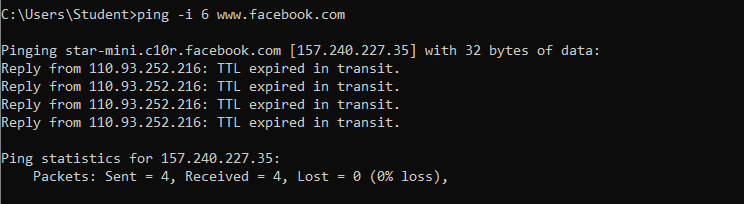 C:\Users\Student>ping -i 6 www.facebook.com
Pinging star-mini.c10r.facebook.com [157.240.227.35] with 32 bytes of data:
Reply from 110.93.252.216: TTL expired in transit.
Reply from 110.93.252.216: TTL expired in transit.
Reply from 110.93.252.216: TTL expired in transit.
Reply from 110.93.252.216: TTL expired in transit.
Ping statistics for 157.240.227.35:
    Packets: Sent = 4, Received = 4, Lost = 0 (0% loss),